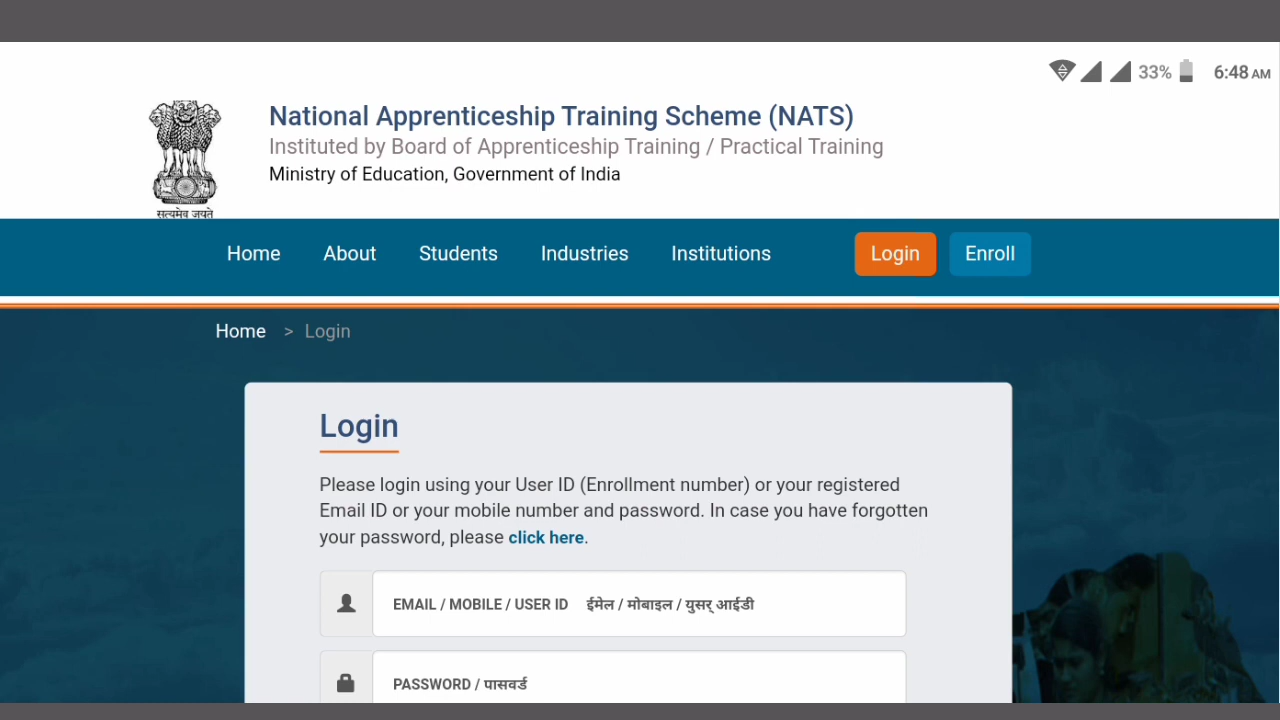 33% 6:48 AM
National Apprenticeship Training Scheme (NATS)
Instituted by Board of Apprenticeship Training / Practical Training
Ministry of Education, Government of India
सत्यमेव जयते
Home About Students Industries Institutions Login Enroll
Home > Login
Login
Please login using your User ID (Enrollment number) or your registered
Email ID or your mobile number and password. In case you have forgotten
your password, please click here.
EMAIL / MOBILE / USER ID ईमेल / मोबाइल / युसर् आईडी
PASSWORD / पासवर्ड